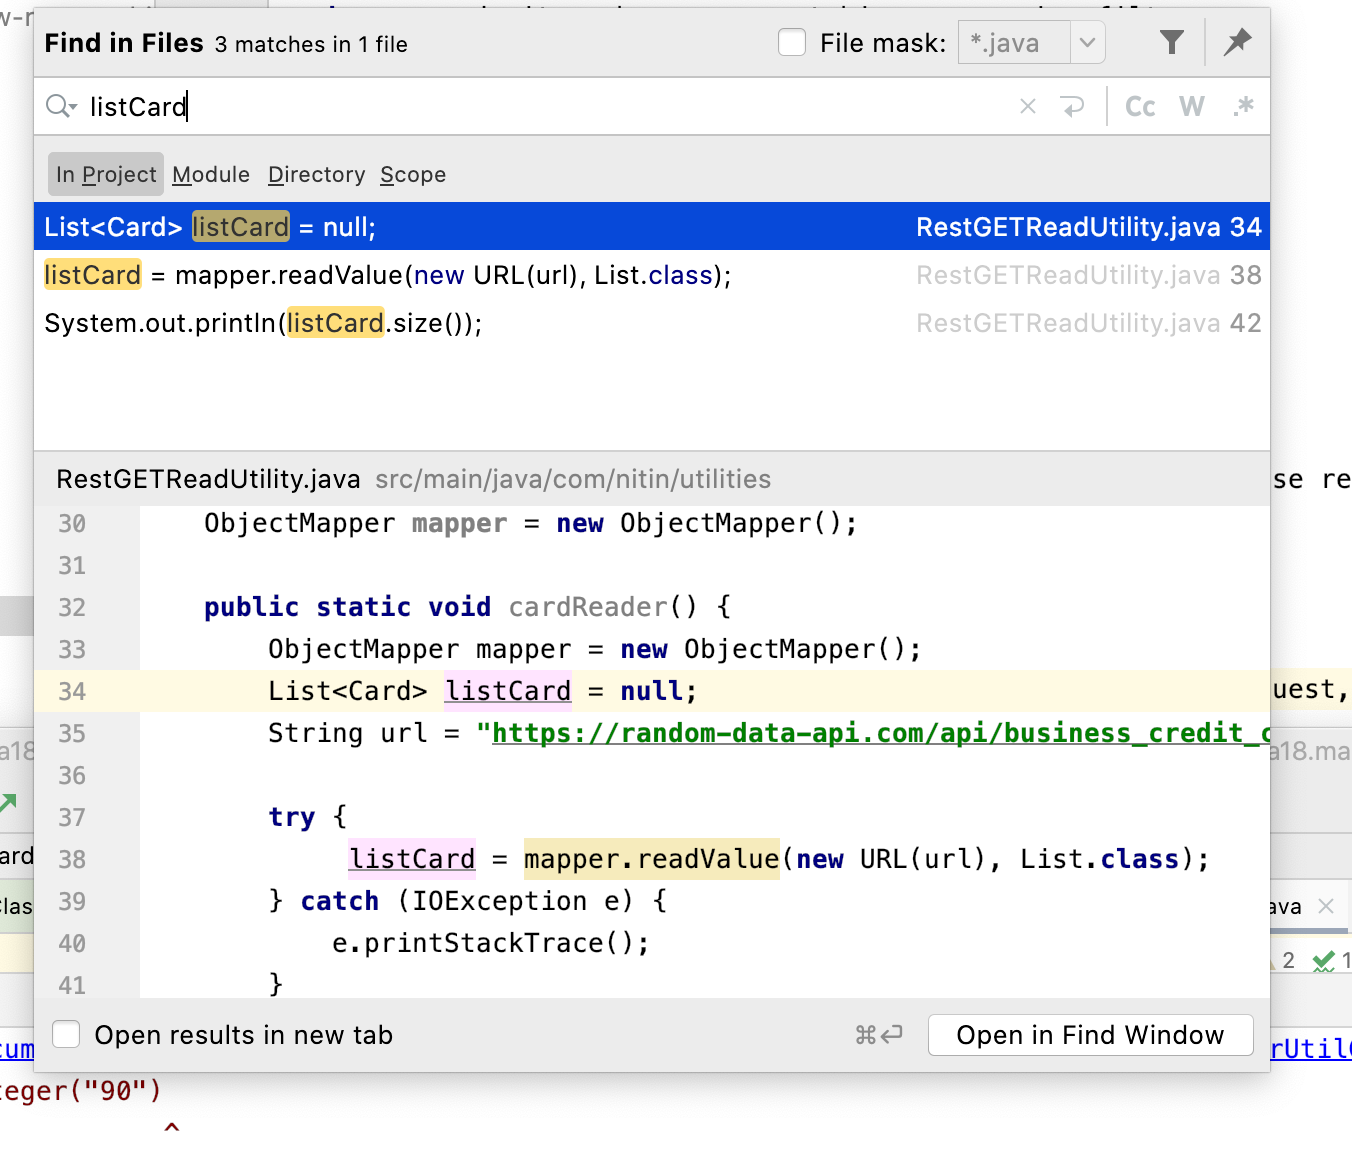 Find in Files 3 matches in 1 file File mask: *.java
listCard Cc W .*
In Project Module Directory Scope
List<Card> listCard = null; RestGETReadUtility.java 34
listCard = mapper.readValue(new URL(url), List.class); RestGETReadUtility.java 38
System.out.println(listCard.size()); RestGETReadUtility.java 42
RestGETReadUtility.java src/main/java/com/nitin/utilities
se re
30 ObjectMapper mapper = new ObjectMapper();
31
32 public static void cardReader() {
33 ObjectMapper mapper = new ObjectMapper();
34 List<Card> listCard = null;
uest,
35 String url = "https://random-data-api.com/api/business_credit_c
a18
a18.ma
36
37 try {
38 listCard = mapper.readValue(new URL(url), List.class);
ard
39 } catch (IOException e) {
las
ava
40 e.printStackTrace();
2 1
41 }
Open results in new tab ⌘↩ Open in Find Window
cum
rUtil
teger("90")
^